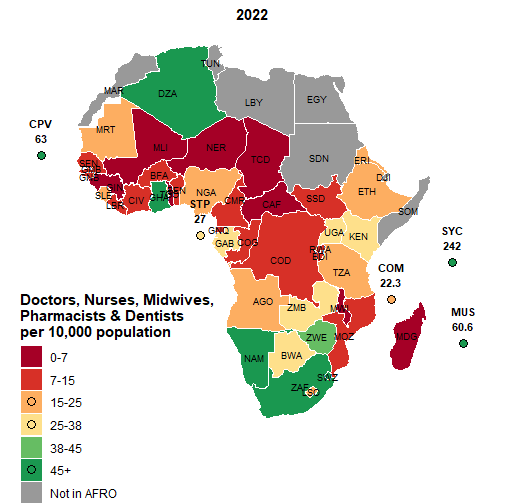 2022
TUN
MAR
DZA
LBY
EGY
CPV
63
MRT
MLI
NER
TCD
SDN
ERI
SEN
BFA
DJI
GIN
NGA
ETH
SLE
CIV
GHA
BEN
CMR
CAF
SSD
SOM
LBR
STP
27
GNQ
UGA
KEN
SYC
242
GAB
COG
RWA
BDI
COD
COM
22.3
TZA
Doctors, Nurses, Midwives,
Pharmacists & Dentists
per 10,000 population
AGO
ZMB
MUS
60.6
ZWE
MOZ
MDG
0-7
NAM
BWA
7-15
SWZ
ZAF
LSO
15-25
25-38
38-45
45+
Not in AFRO